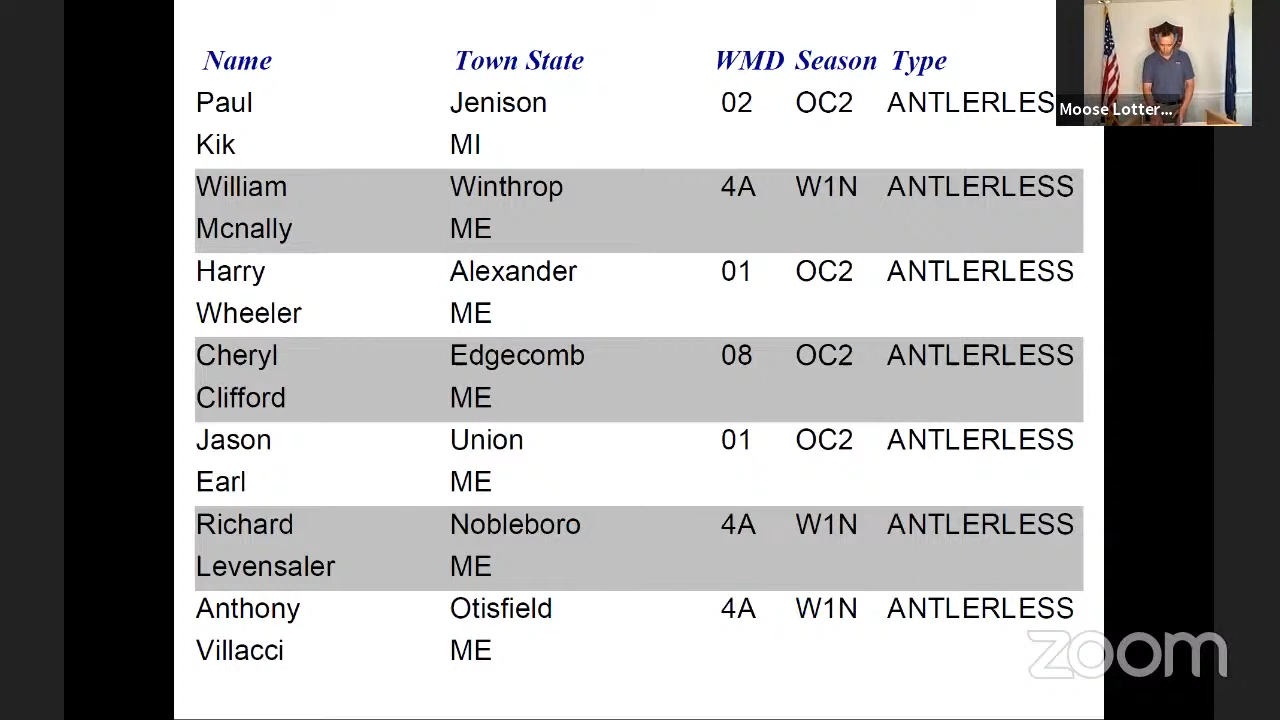 Name Town State WMD Season Type
Paul Jenison 02 OC2 ANTLERLES
Kik MI
William Winthrop 4A W1N ANTLERLESS
Mcnally ME
Harry Alexander 01 OC2 ANTLERLESS
Wheeler ME
Cheryl Edgecomb 08 OC2 ANTLERLESS
Clifford ME
Jason Union 01 OC2 ANTLERLESS
Earl ME
Richard Nobleboro 4A W1N ANTLERLESS
Levensaler ME
Anthony Otisfield 4A W1N ANTLERLESS
Villacci ME
Moose Lotter...
zoom